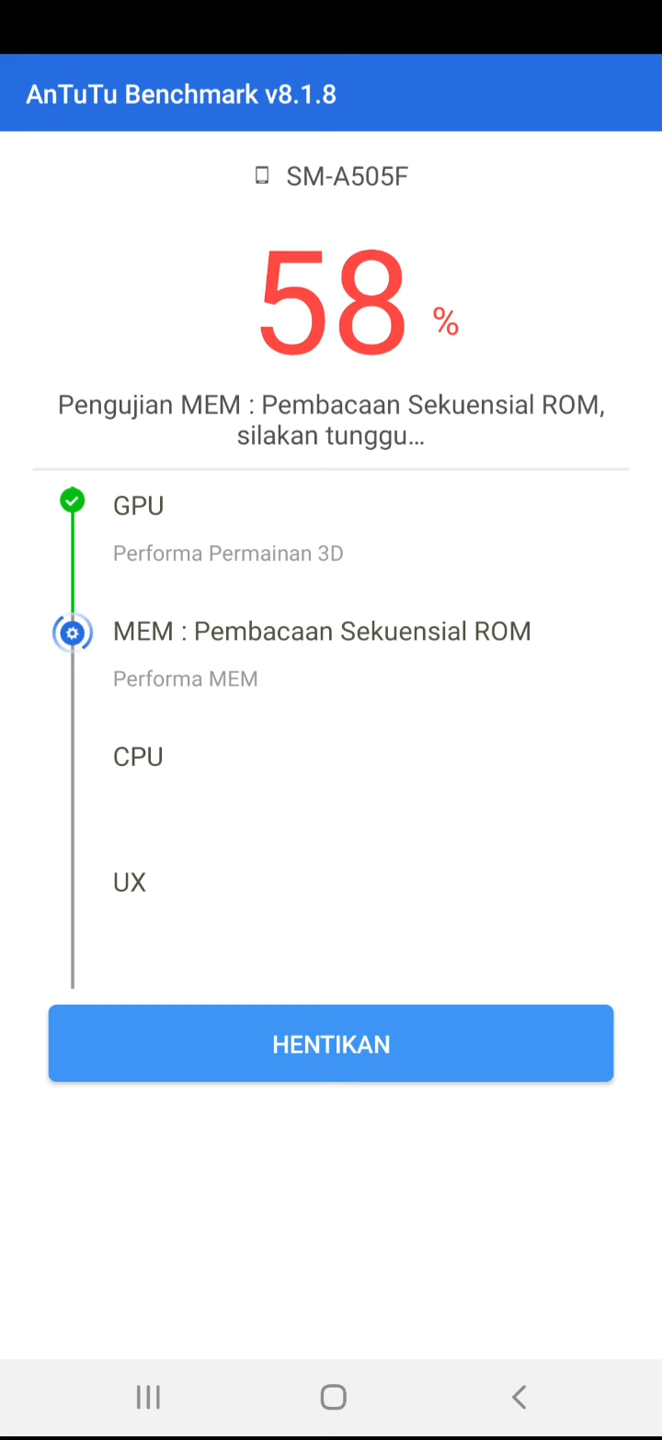 AnTuTu Benchmark v8.1.8
SM-A505F
58 %
Pengujian MEM : Pembacaan Sekuensial ROM,
silakan tunggu...
GPU
Performa Permainan 3D
MEM : Pembacaan Sekuensial ROM
Performa MEM
CPU
UX
HENTIKAN